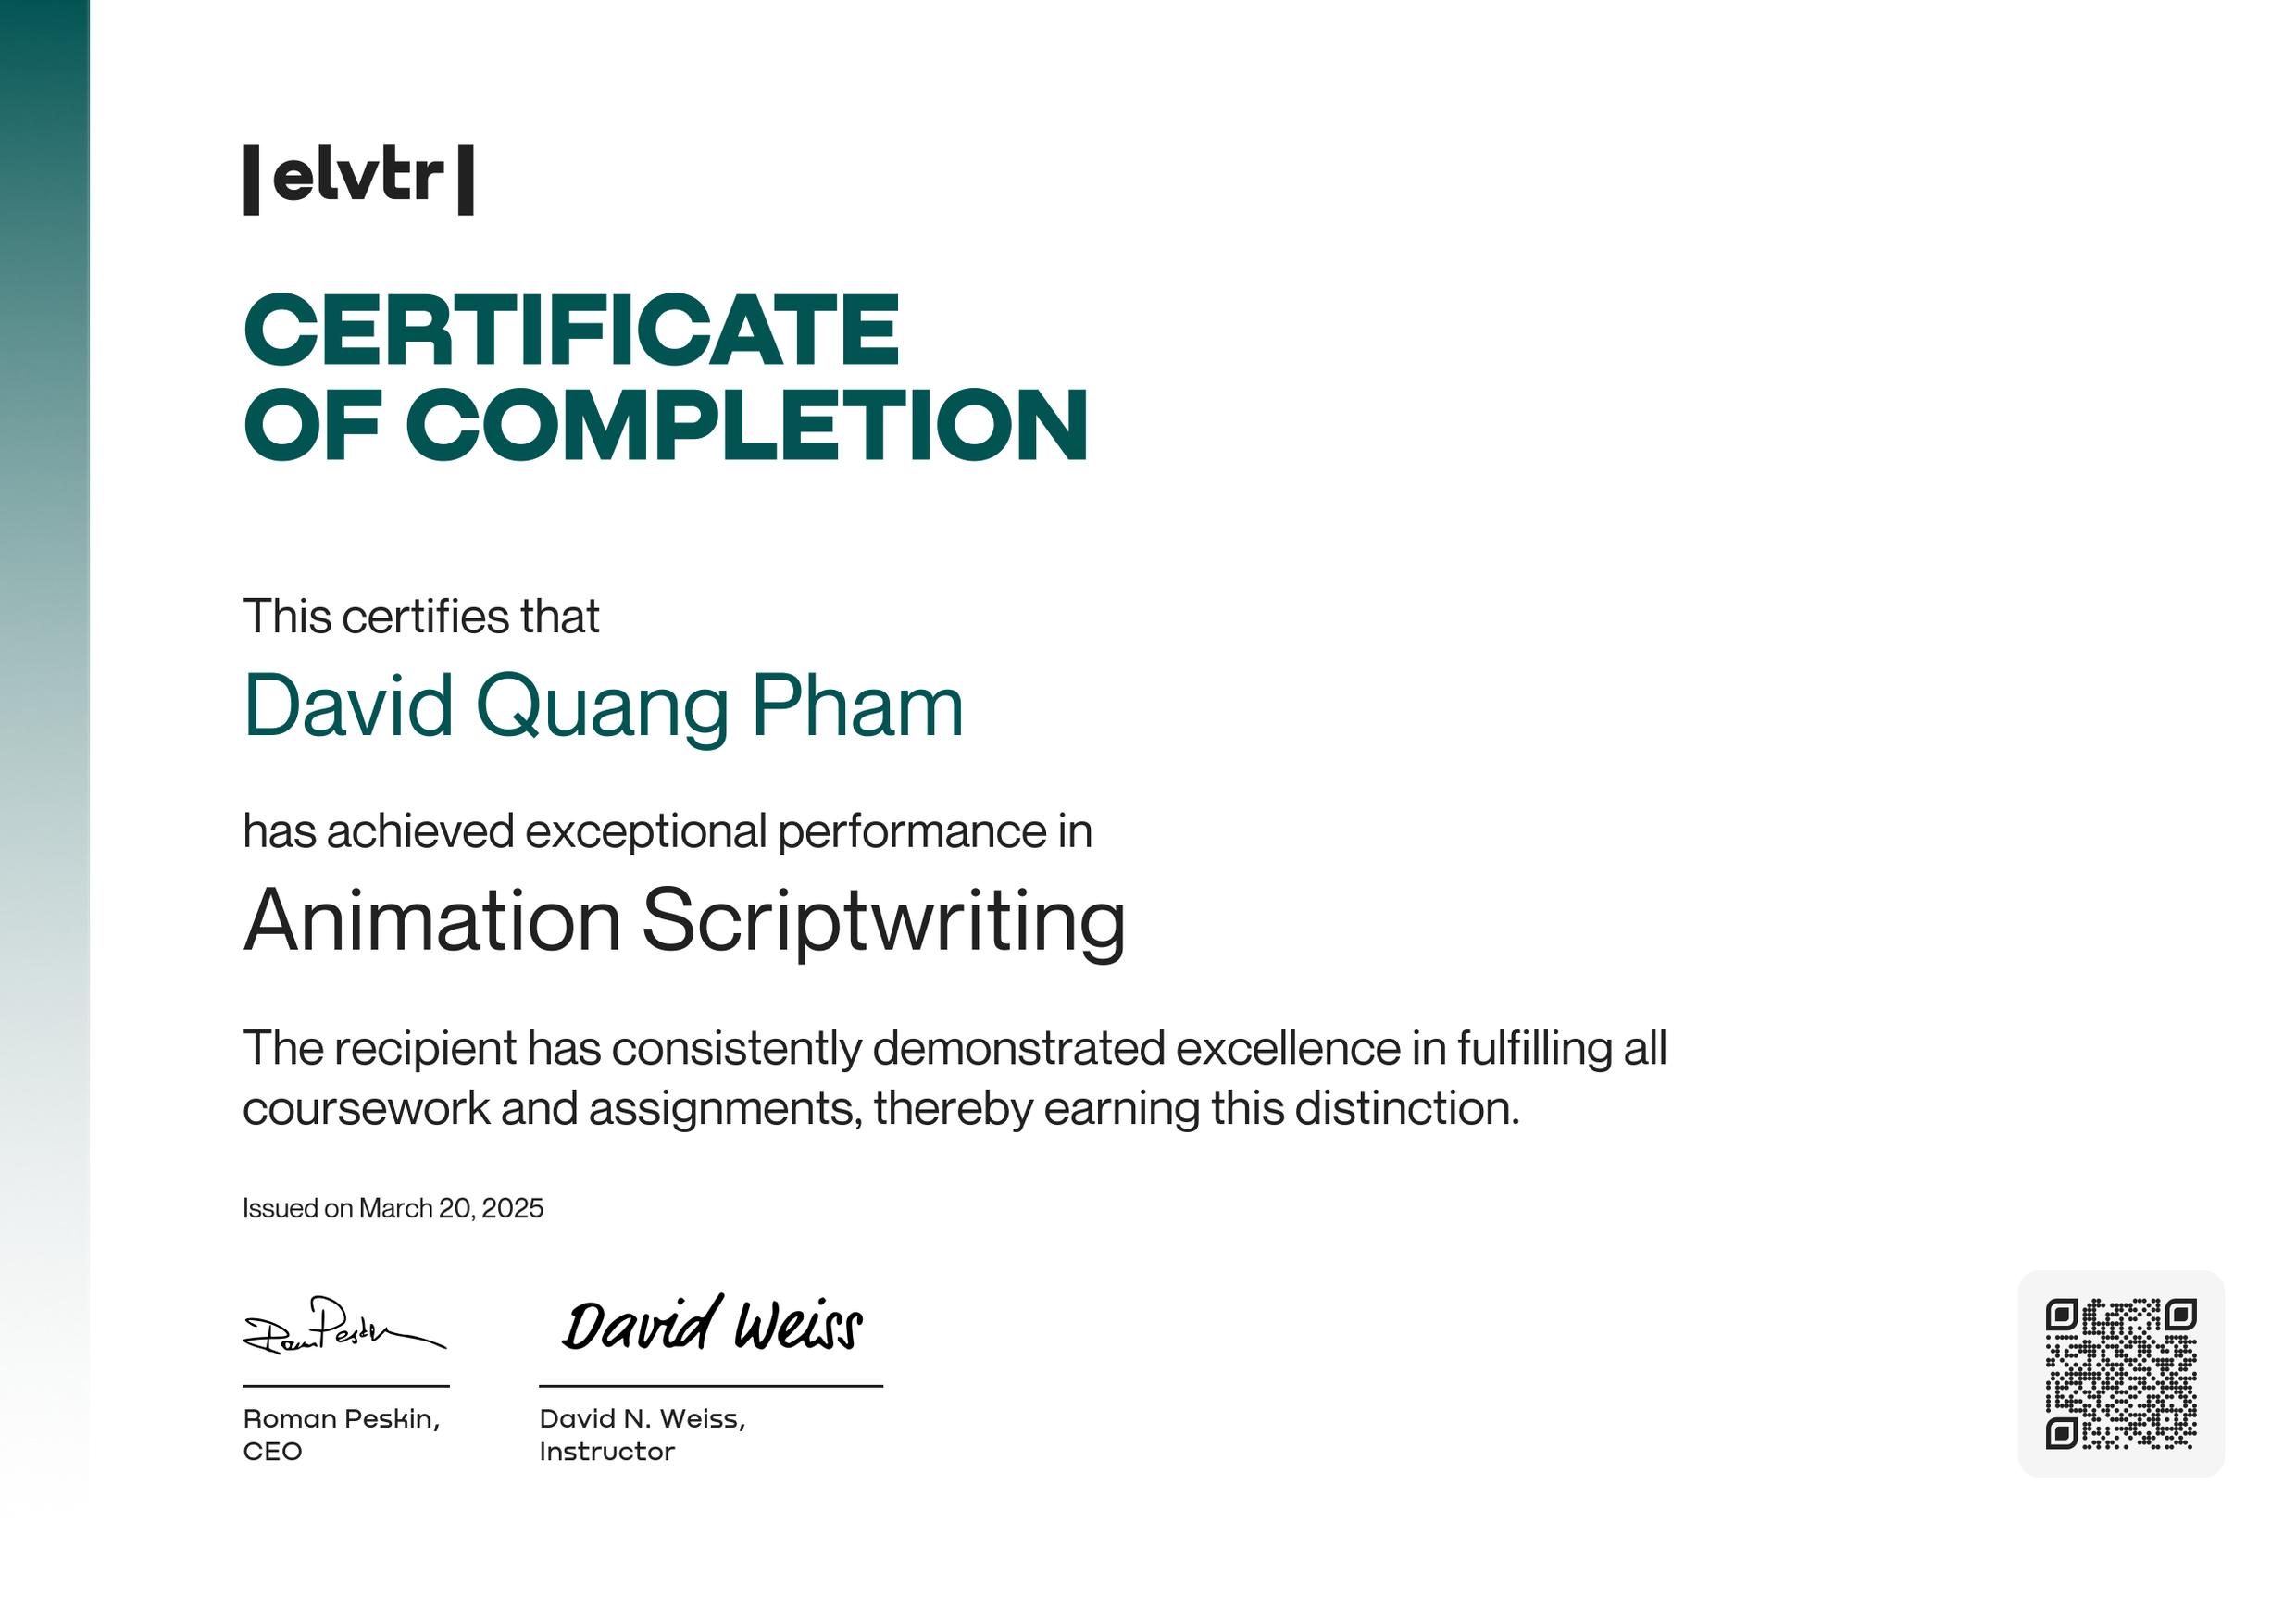 |elvtr|
CERTIFICATE
OF COMPLETION
This certifies that
David Quang Pham
has achieved exceptional performance in
Animation Scriptwriting
The recipient has consistently demonstrated excellence in fulfilling all
coursework and assignments, thereby earning this distinction.
Issued on March 20, 2025
Roman Peskin,
CEO
David Weiss
David N. Weiss,
Instructor